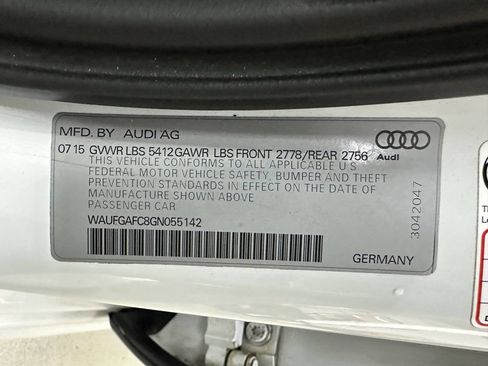 MFD. BY AUDI AG
07 15 GVWR LBS 5412 GAWR LBS FRONT 2778/REAR 2756
Audi
THIS VEHICLE CONFORMS TO ALL APPLICABLE U S
FEDERAL MOTOR VEHICLE SAFETY, BUMPER AND THEFT
STANDARDS IN EFFECT ON THE DATE OF
MANUFACTURE SHOWN ABOVE
PASSENGER CAR
WAUFGAFC8GN055142
GERMANY
3042047